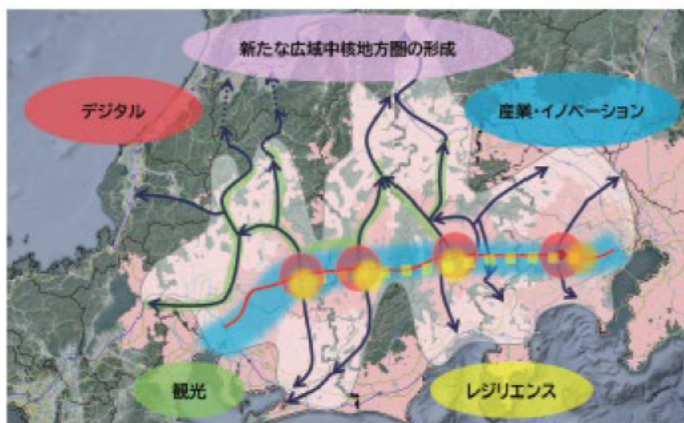 新たな広域中核地方圏の形成
デジタル
産業・イノベーション
観光
レジリエンス